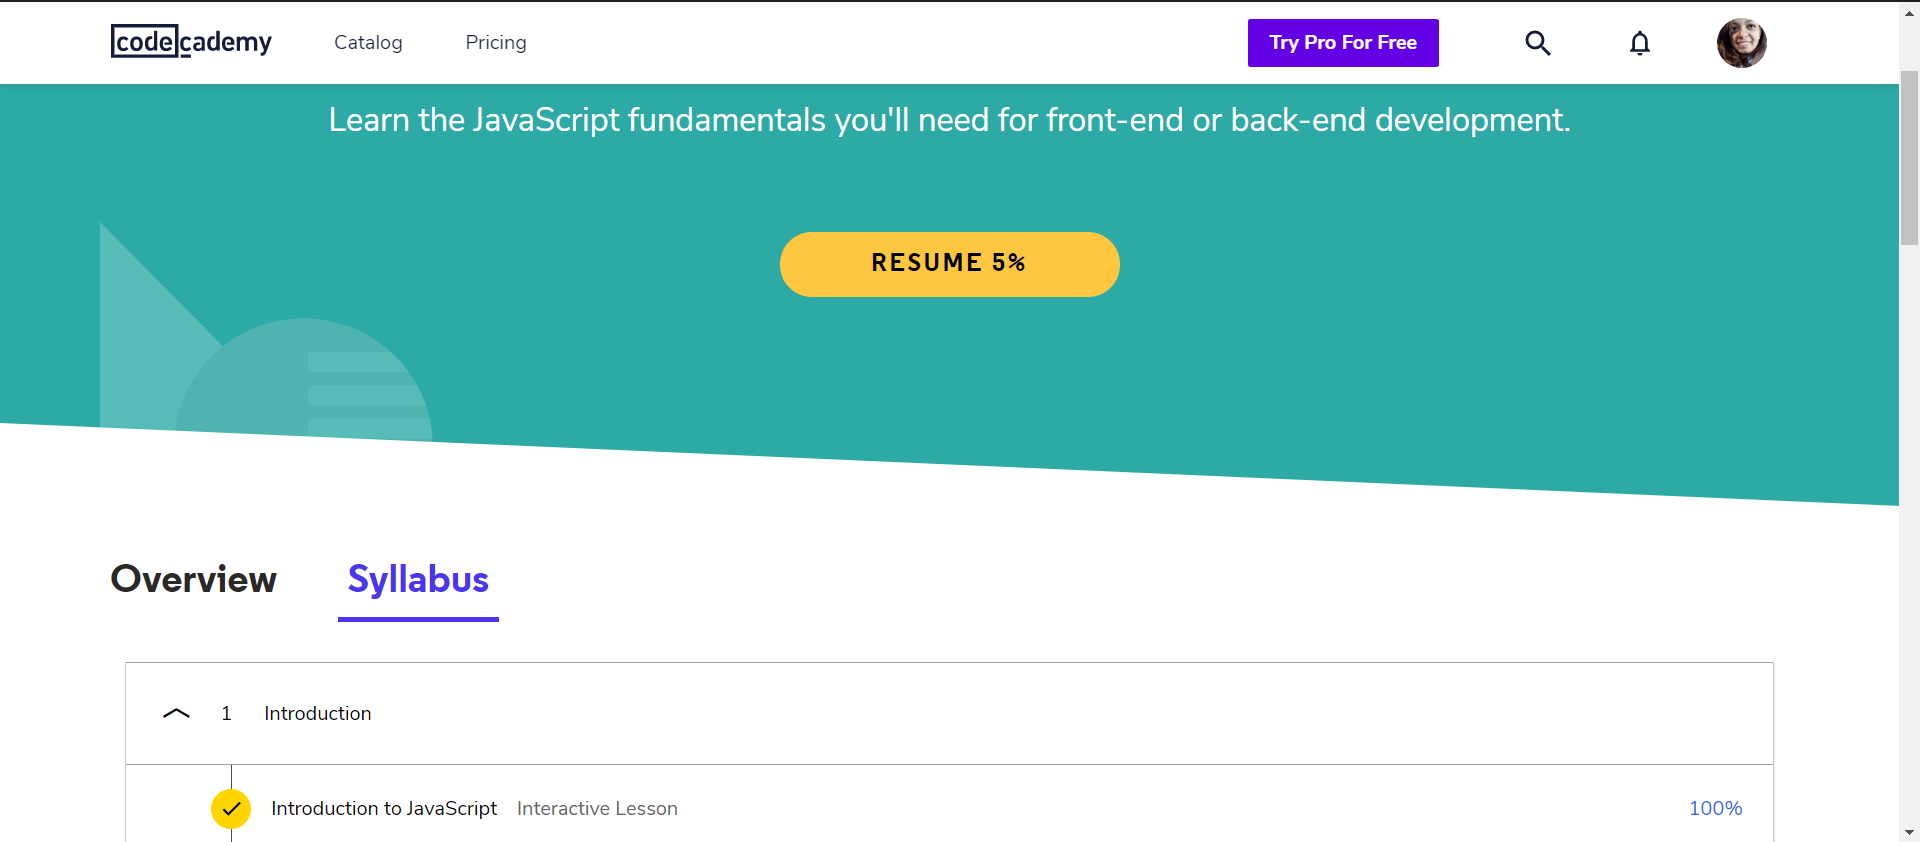 codecademy Catalog Pricing Try Pro For Free
Learn the JavaScript fundamentals you'll need for front-end or back-end development.
RESUME 5%
Overview Syllabus
1 Introduction
Introduction to JavaScript Interactive Lesson 100%